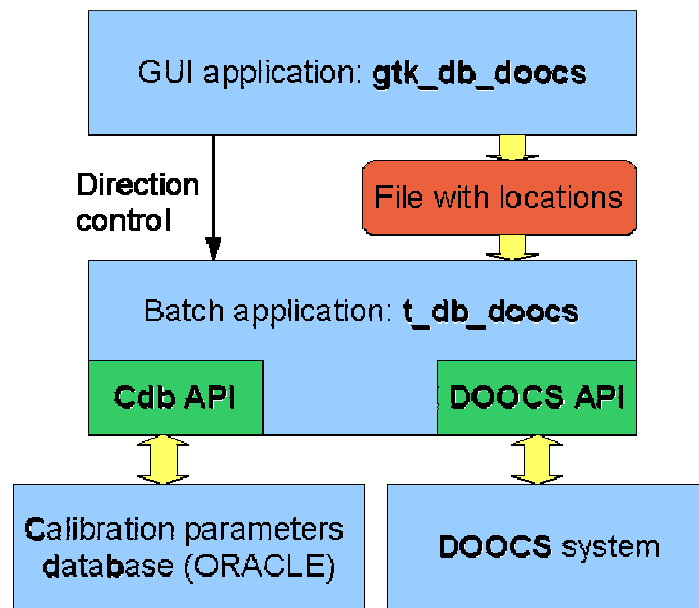 GUI application: gtk_db_doocs
Direction
control
File with locations
Batch application: t_db_doocs
Cdb API
DOOCS API
Calibration parameters
database (ORACLE)
DOOCS system